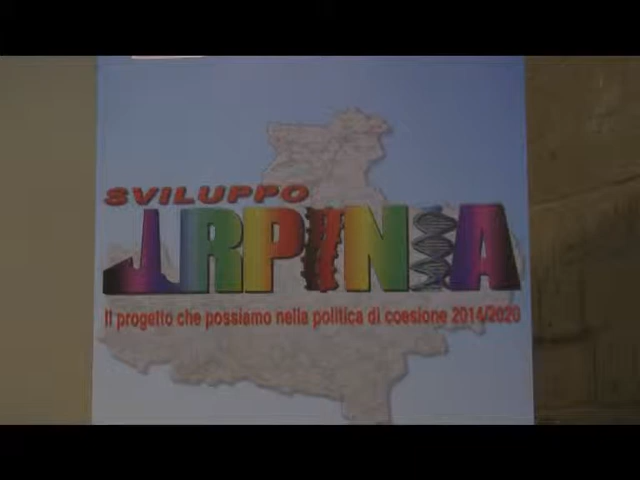 SVILUPPO
IRPINIA
Il progetto che possiamo nella politica di coesione 2014/2020